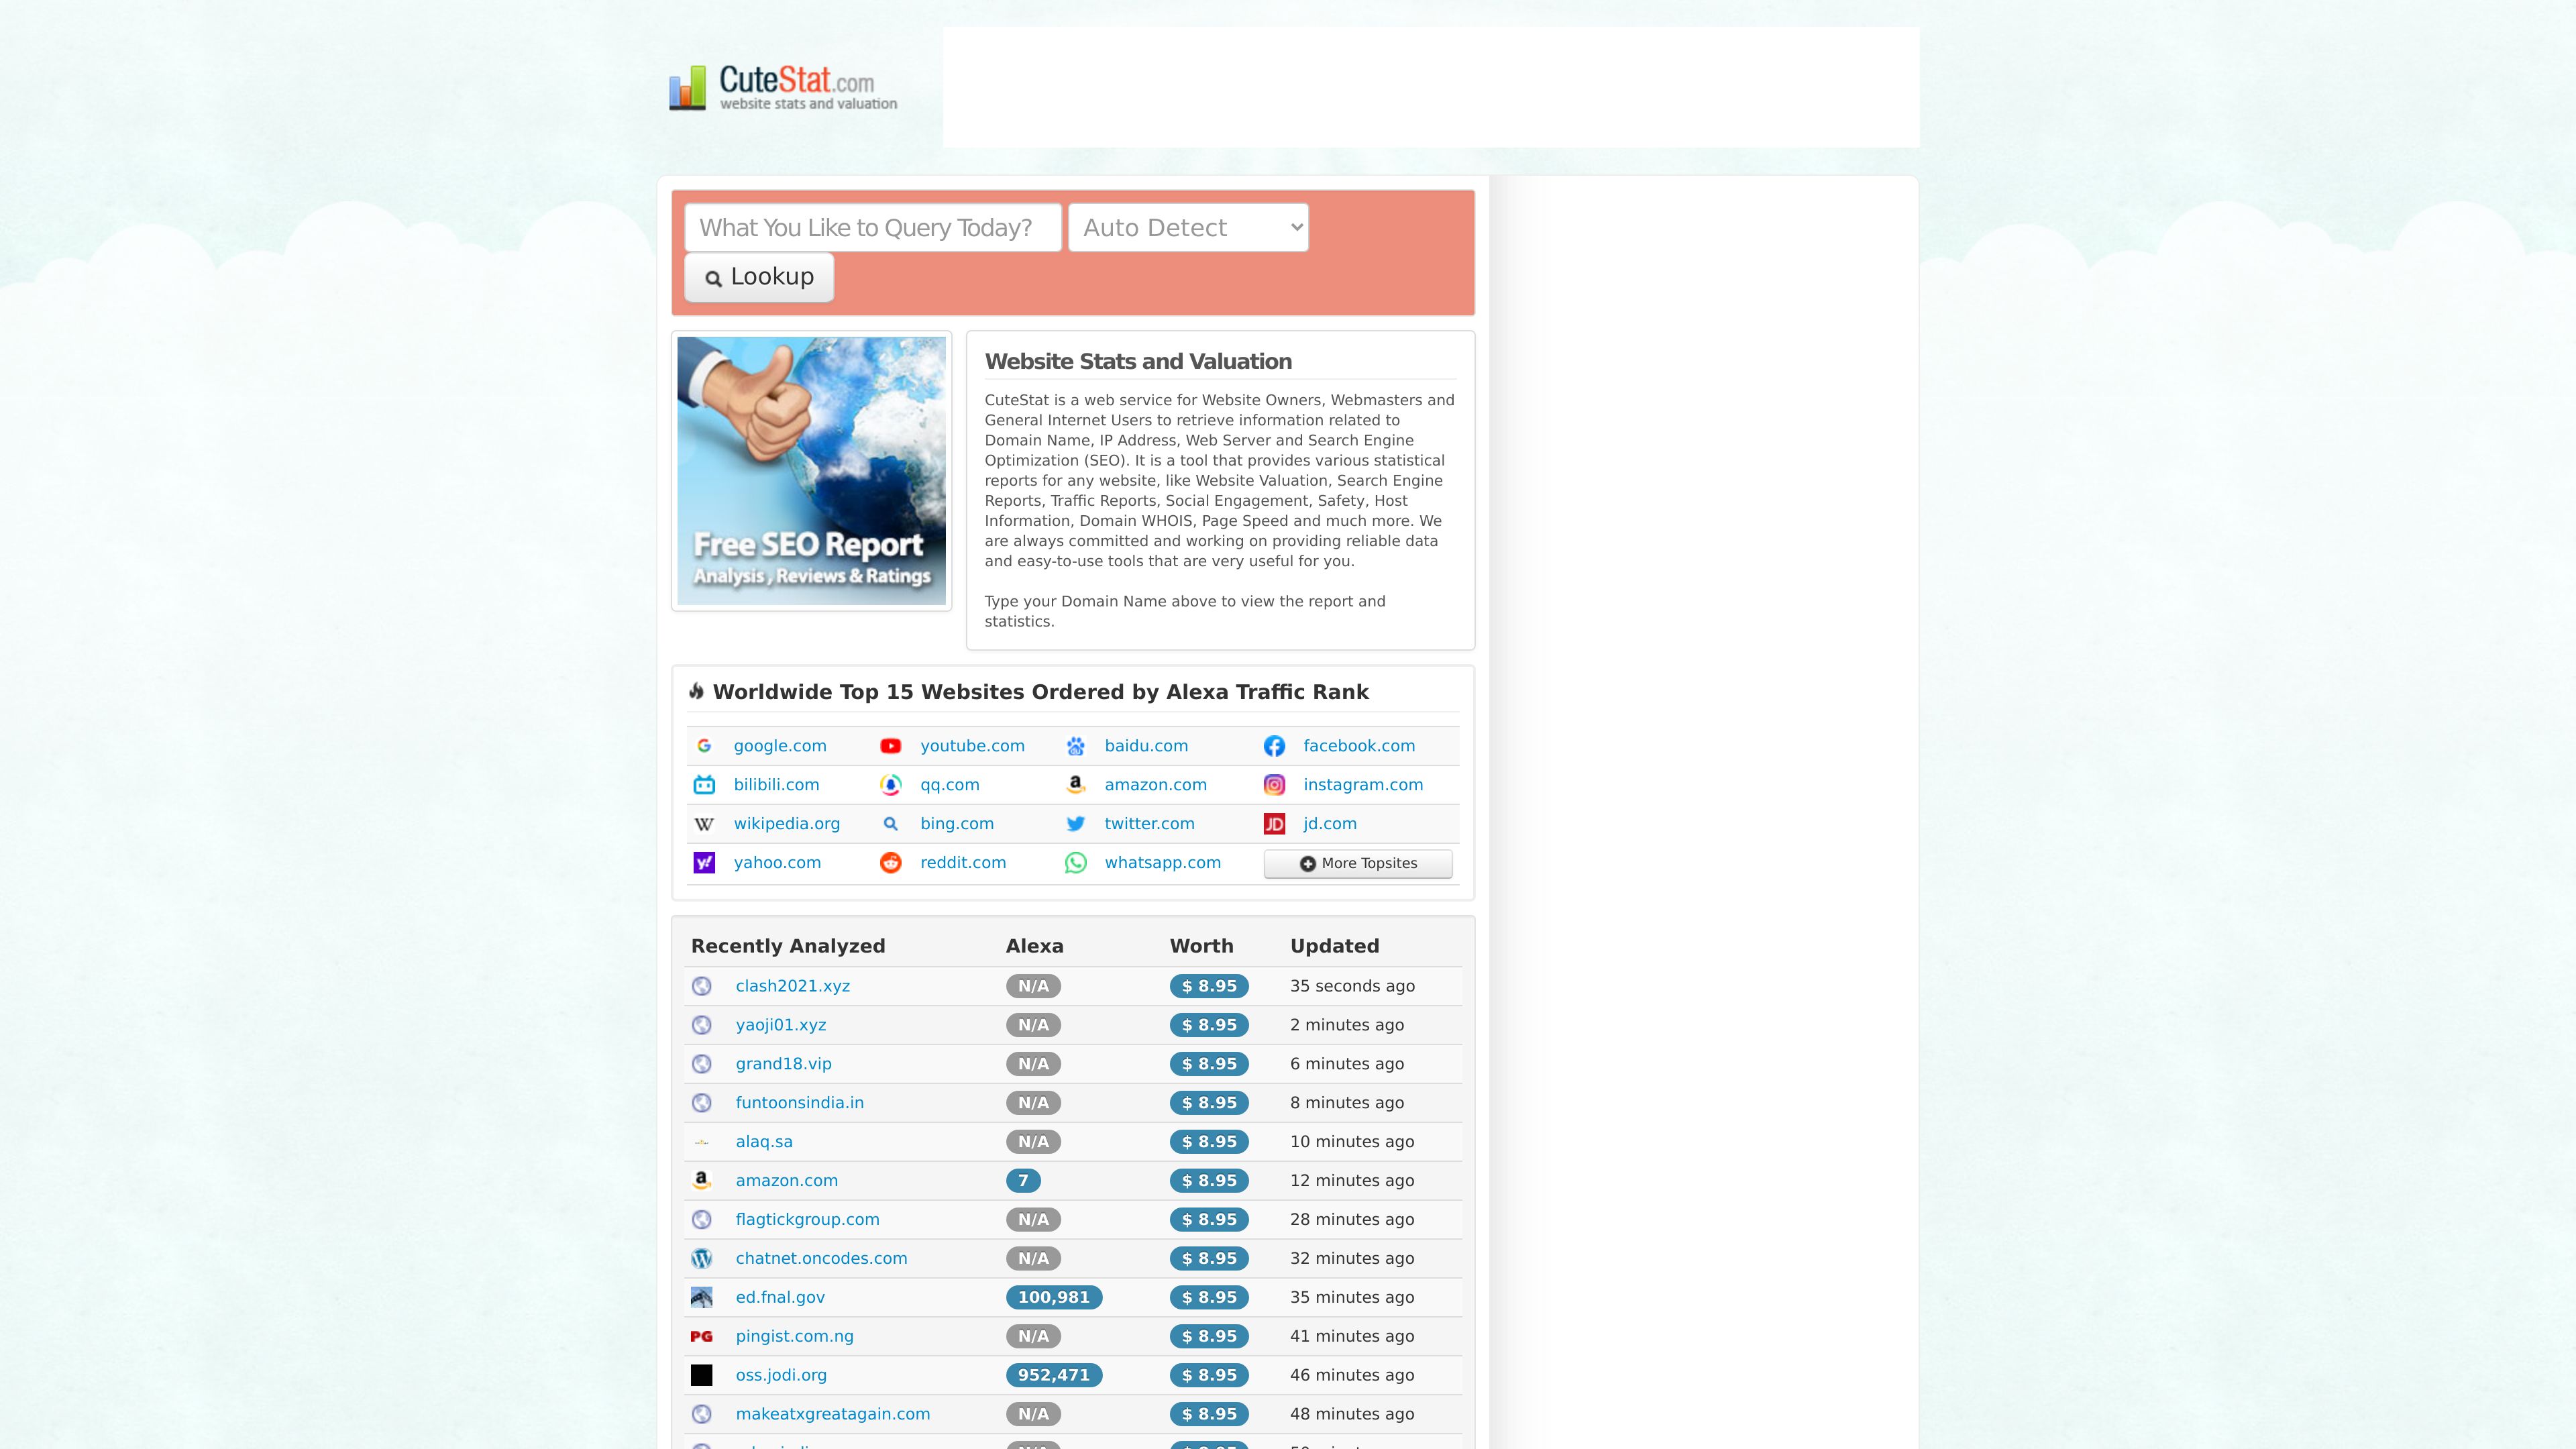 CuteStat.com
website stats and valuation
What You Like to Query Today?
Auto Detect
Lookup
Free SEO Report
Analysis, Reviews & Ratings
Website Stats and Valuation
CuteStat is a web service for Website Owners, Webmasters and
General Internet Users to retrieve information related to
Domain Name, IP Address, Web Server and Search Engine
Optimization (SEO). It is a tool that provides various statistical
reports for any website, like Website Valuation, Search Engine
Reports, Traffic Reports, Social Engagement, Safety, Host
Information, Domain WHOIS, Page Speed and much more. We
are always committed and working on providing reliable data
and easy-to-use tools that are very useful for you.
Type your Domain Name above to view the report and
statistics.
Worldwide Top 15 Websites Ordered by Alexa Traffic Rank
google.com youtube.com baidu.com facebook.com
bilibili.com qq.com amazon.com instagram.com
wikipedia.org bing.com twitter.com jd.com
yahoo.com reddit.com whatsapp.com More Topsites
Recently Analyzed Alexa Worth Updated
clash2021.xyz N/A $ 8.95 35 seconds ago
yaoji01.xyz N/A $ 8.95 2 minutes ago
grand18.vip N/A $ 8.95 6 minutes ago
funtoonsindia.in N/A $ 8.95 8 minutes ago
alaq.sa N/A $ 8.95 10 minutes ago
amazon.com 7 $ 8.95 12 minutes ago
flagtickgroup.com N/A $ 8.95 28 minutes ago
chatnet.oncodes.com N/A $ 8.95 32 minutes ago
ed.fnal.gov 100,981 $ 8.95 35 minutes ago
pingist.com.ng N/A $ 8.95 41 minutes ago
oss.jodi.org 952,471 $ 8.95 46 minutes ago
makeatxgreatagain.com N/A $ 8.95 48 minutes ago